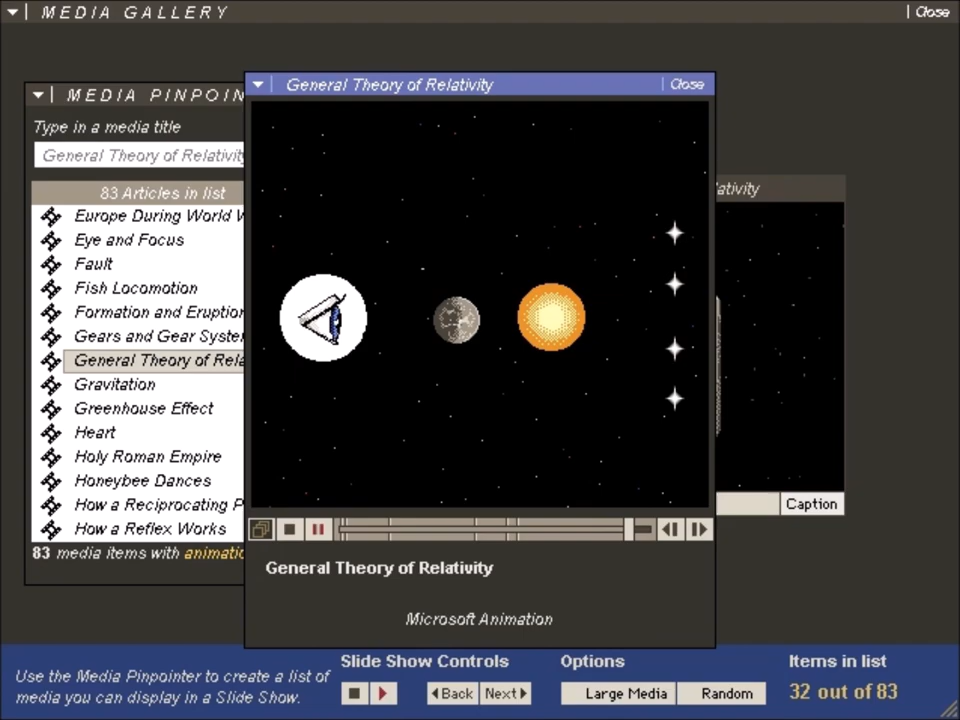 MEDIA GALLERY
Close
General Theory of Relativity
Close
MEDIA PINPOIN
Type in a media title
General Theory of Relativity
ativity
83 Articles in list
Europe During World W
Eye and Focus
Fault
Fish Locomotion
Formation and Eruption
Gears and Gear System
General Theory of Rela
Gravitation
Greenhouse Effect
Heart
Holy Roman Empire
Honeybee Dances
How a Reciprocating P
How a Reflex Works
Caption
83 media items with animatio
General Theory of Relativity
Microsoft Animation
Use the Media Pinpointer to create a list of
media you can display in a Slide Show.
Slide Show Controls
Back
Next
Options
Large Media
Random
Items in list
32 out of 83